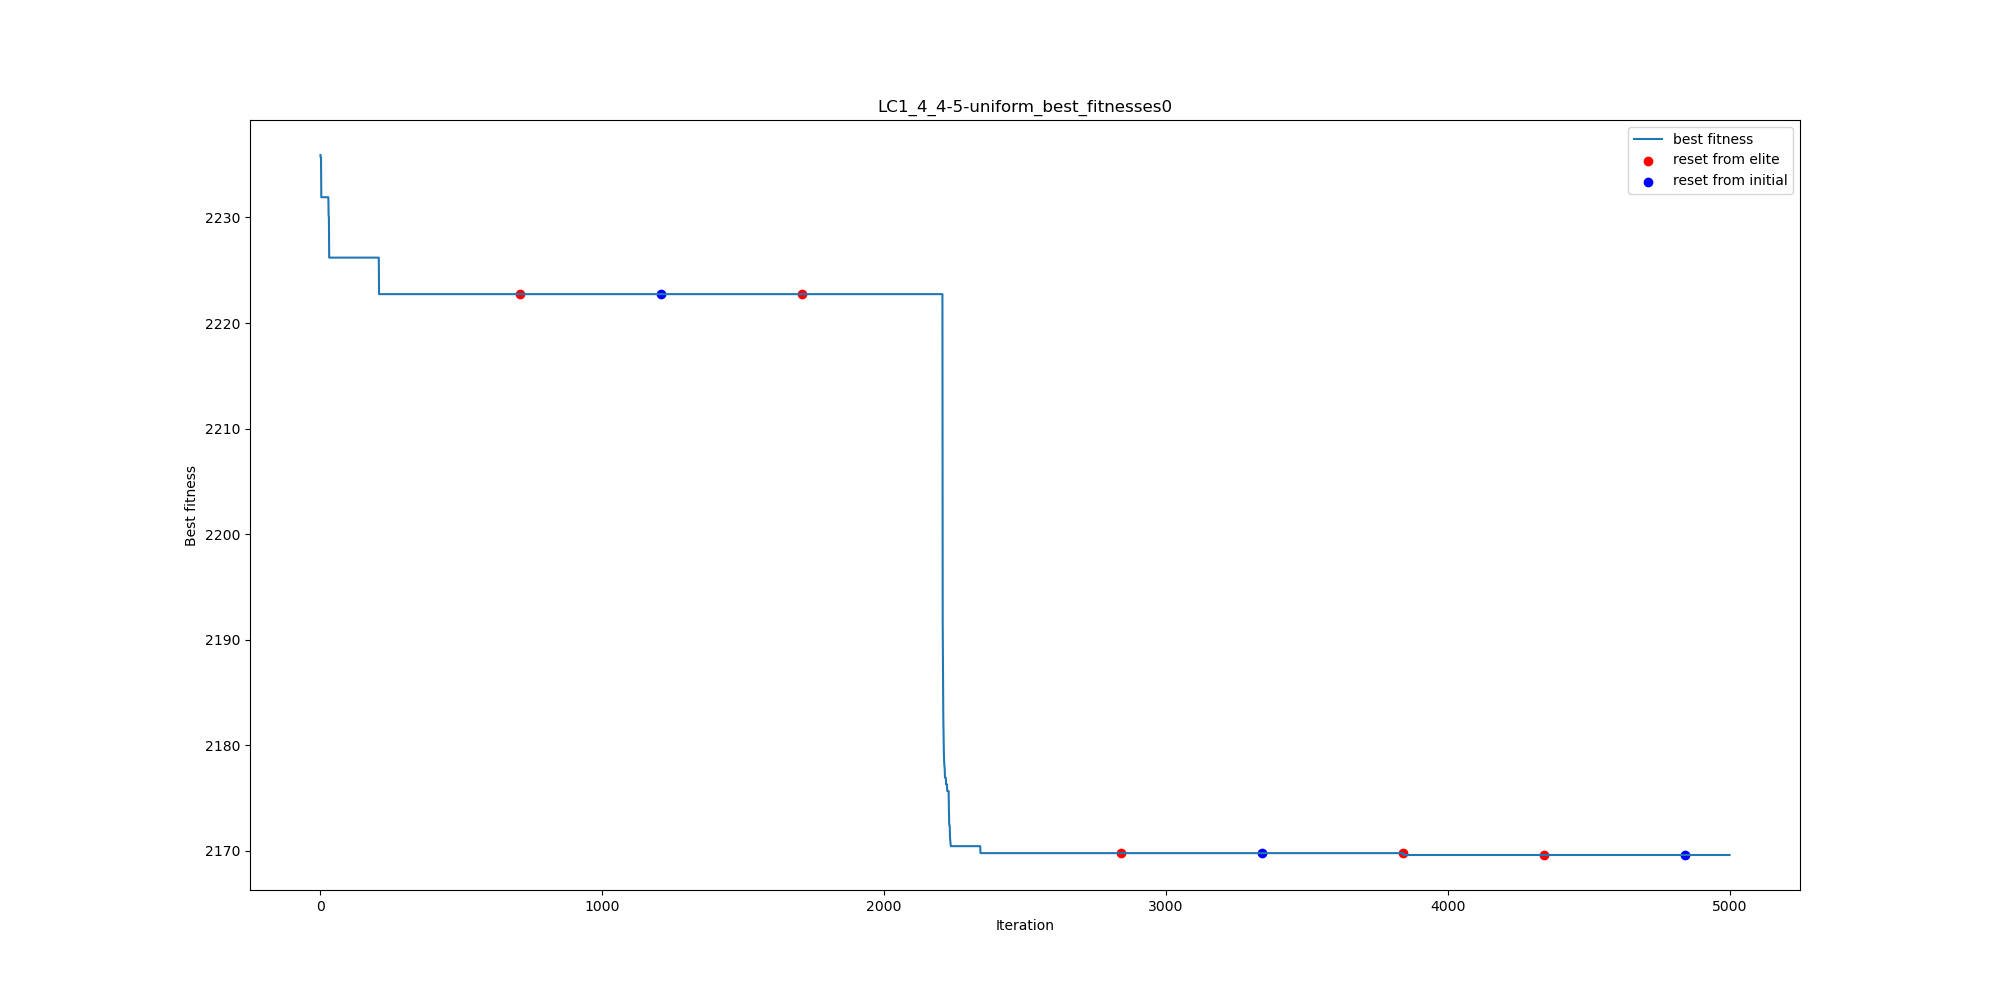 LC1_4_4-5-uniform_best_fitnesses0
best fitness
reset from elite
reset from initial
Best fitness
2230
2220
2210
2200
2190
2180
2170
0 1000 2000 3000 4000 5000
Iteration